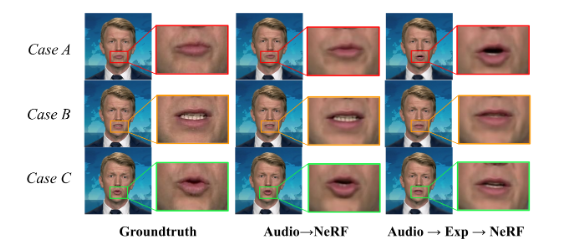 Case A
Case B
Case C
Groundtruth
Audio→NeRF
Audio → Exp → NeRF